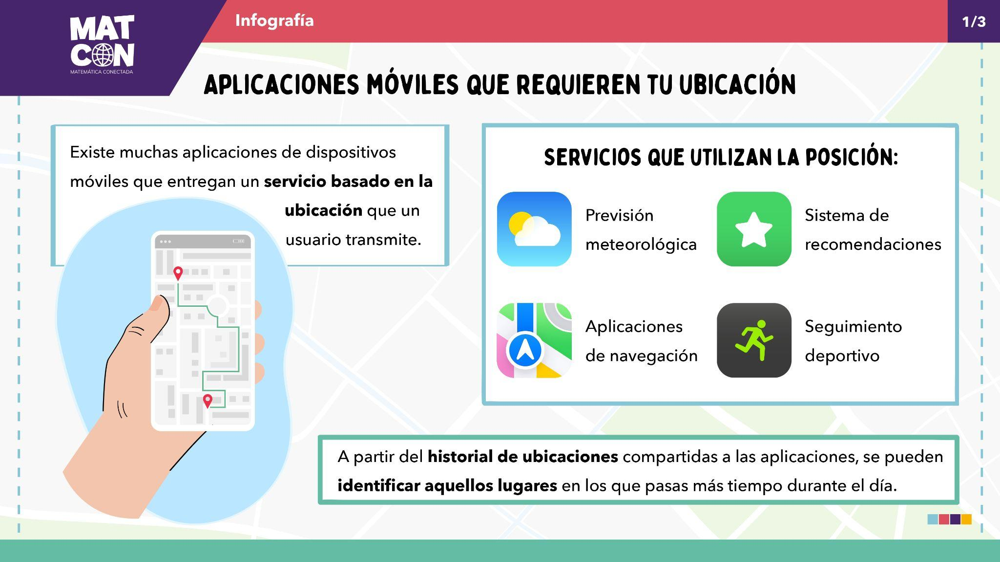 MAT
CON
MATEMÁTICA CONECTADA
Infografía
1/3
APLICACIONES MÓVILES QUE REQUIEREN TU UBICACIÓN
Existe muchas aplicaciones de dispositivos
móviles que entregan un servicio basado en la
ubicación que un
usuario transmite.
SERVICIOS QUE UTILIZAN LA POSICIÓN:
Previsión
meteorológica
Sistema de
recomendaciones
Aplicaciones
de navegación
Seguimiento
deportivo
A partir del historial de ubicaciones compartidas a las aplicaciones, se pueden
identificar aquellos lugares en los que pasas más tiempo durante el día.